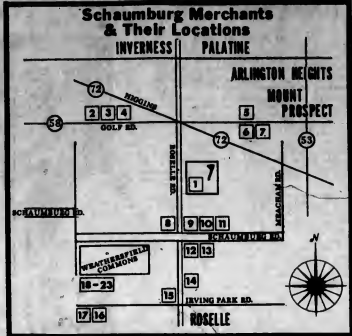 Schaumburg Merchants
& Their Locations
INVERNESS PALATINE
ARLINGTON HEIGHTS
MOUNT
PROSPECT
72
HIGGINS
2 3 4
5
58
GOLF RD.
72
6 7
53
ROSELLE RD.
7
1
MEACHAM RD.
SCHAUMBURG RD.
8 9 10 11
SCHAUMBURG RD.
N
WEATHERSFIELD
COMMONS
12 13
18-23
14
15
IRVING PARK RD.
17 16
ROSELLE